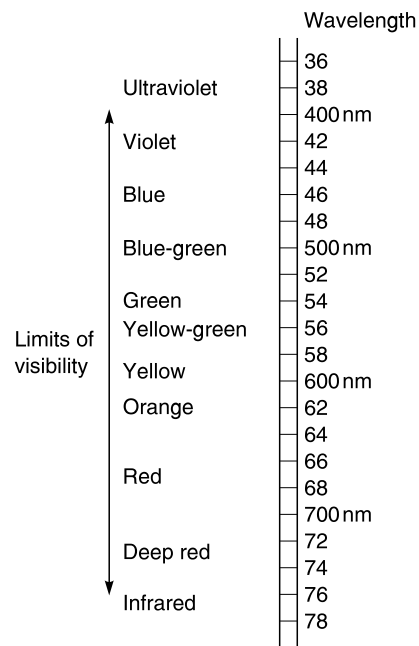 Wavelength
36
Ultraviolet 38
400 nm
Violet 42
44
Blue 46
48
Blue-green 500 nm
52
Green 54
Yellow-green 56
Limits of
visibility
58
Yellow
600 nm
Orange 62
64
66
Red
68
700 nm
72
Deep red
74
76
Infrared
78